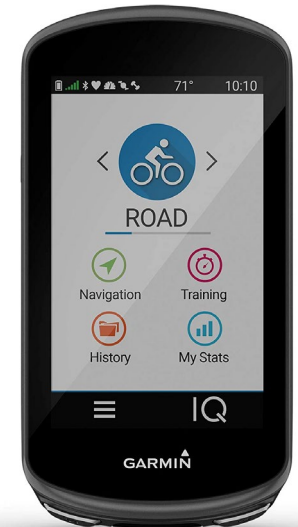 71° 10:10
ROAD
Navigation Training
History My Stats
IQ
GARMIN